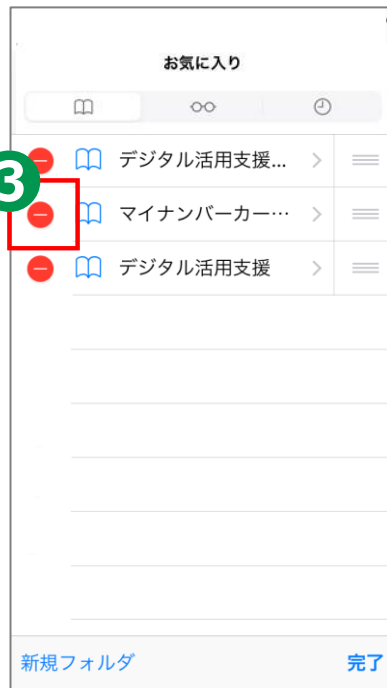 お気に入り
デジタル活用支援...
3
マイナンバーカー…
デジタル活用支援
新規フォルダ
完了